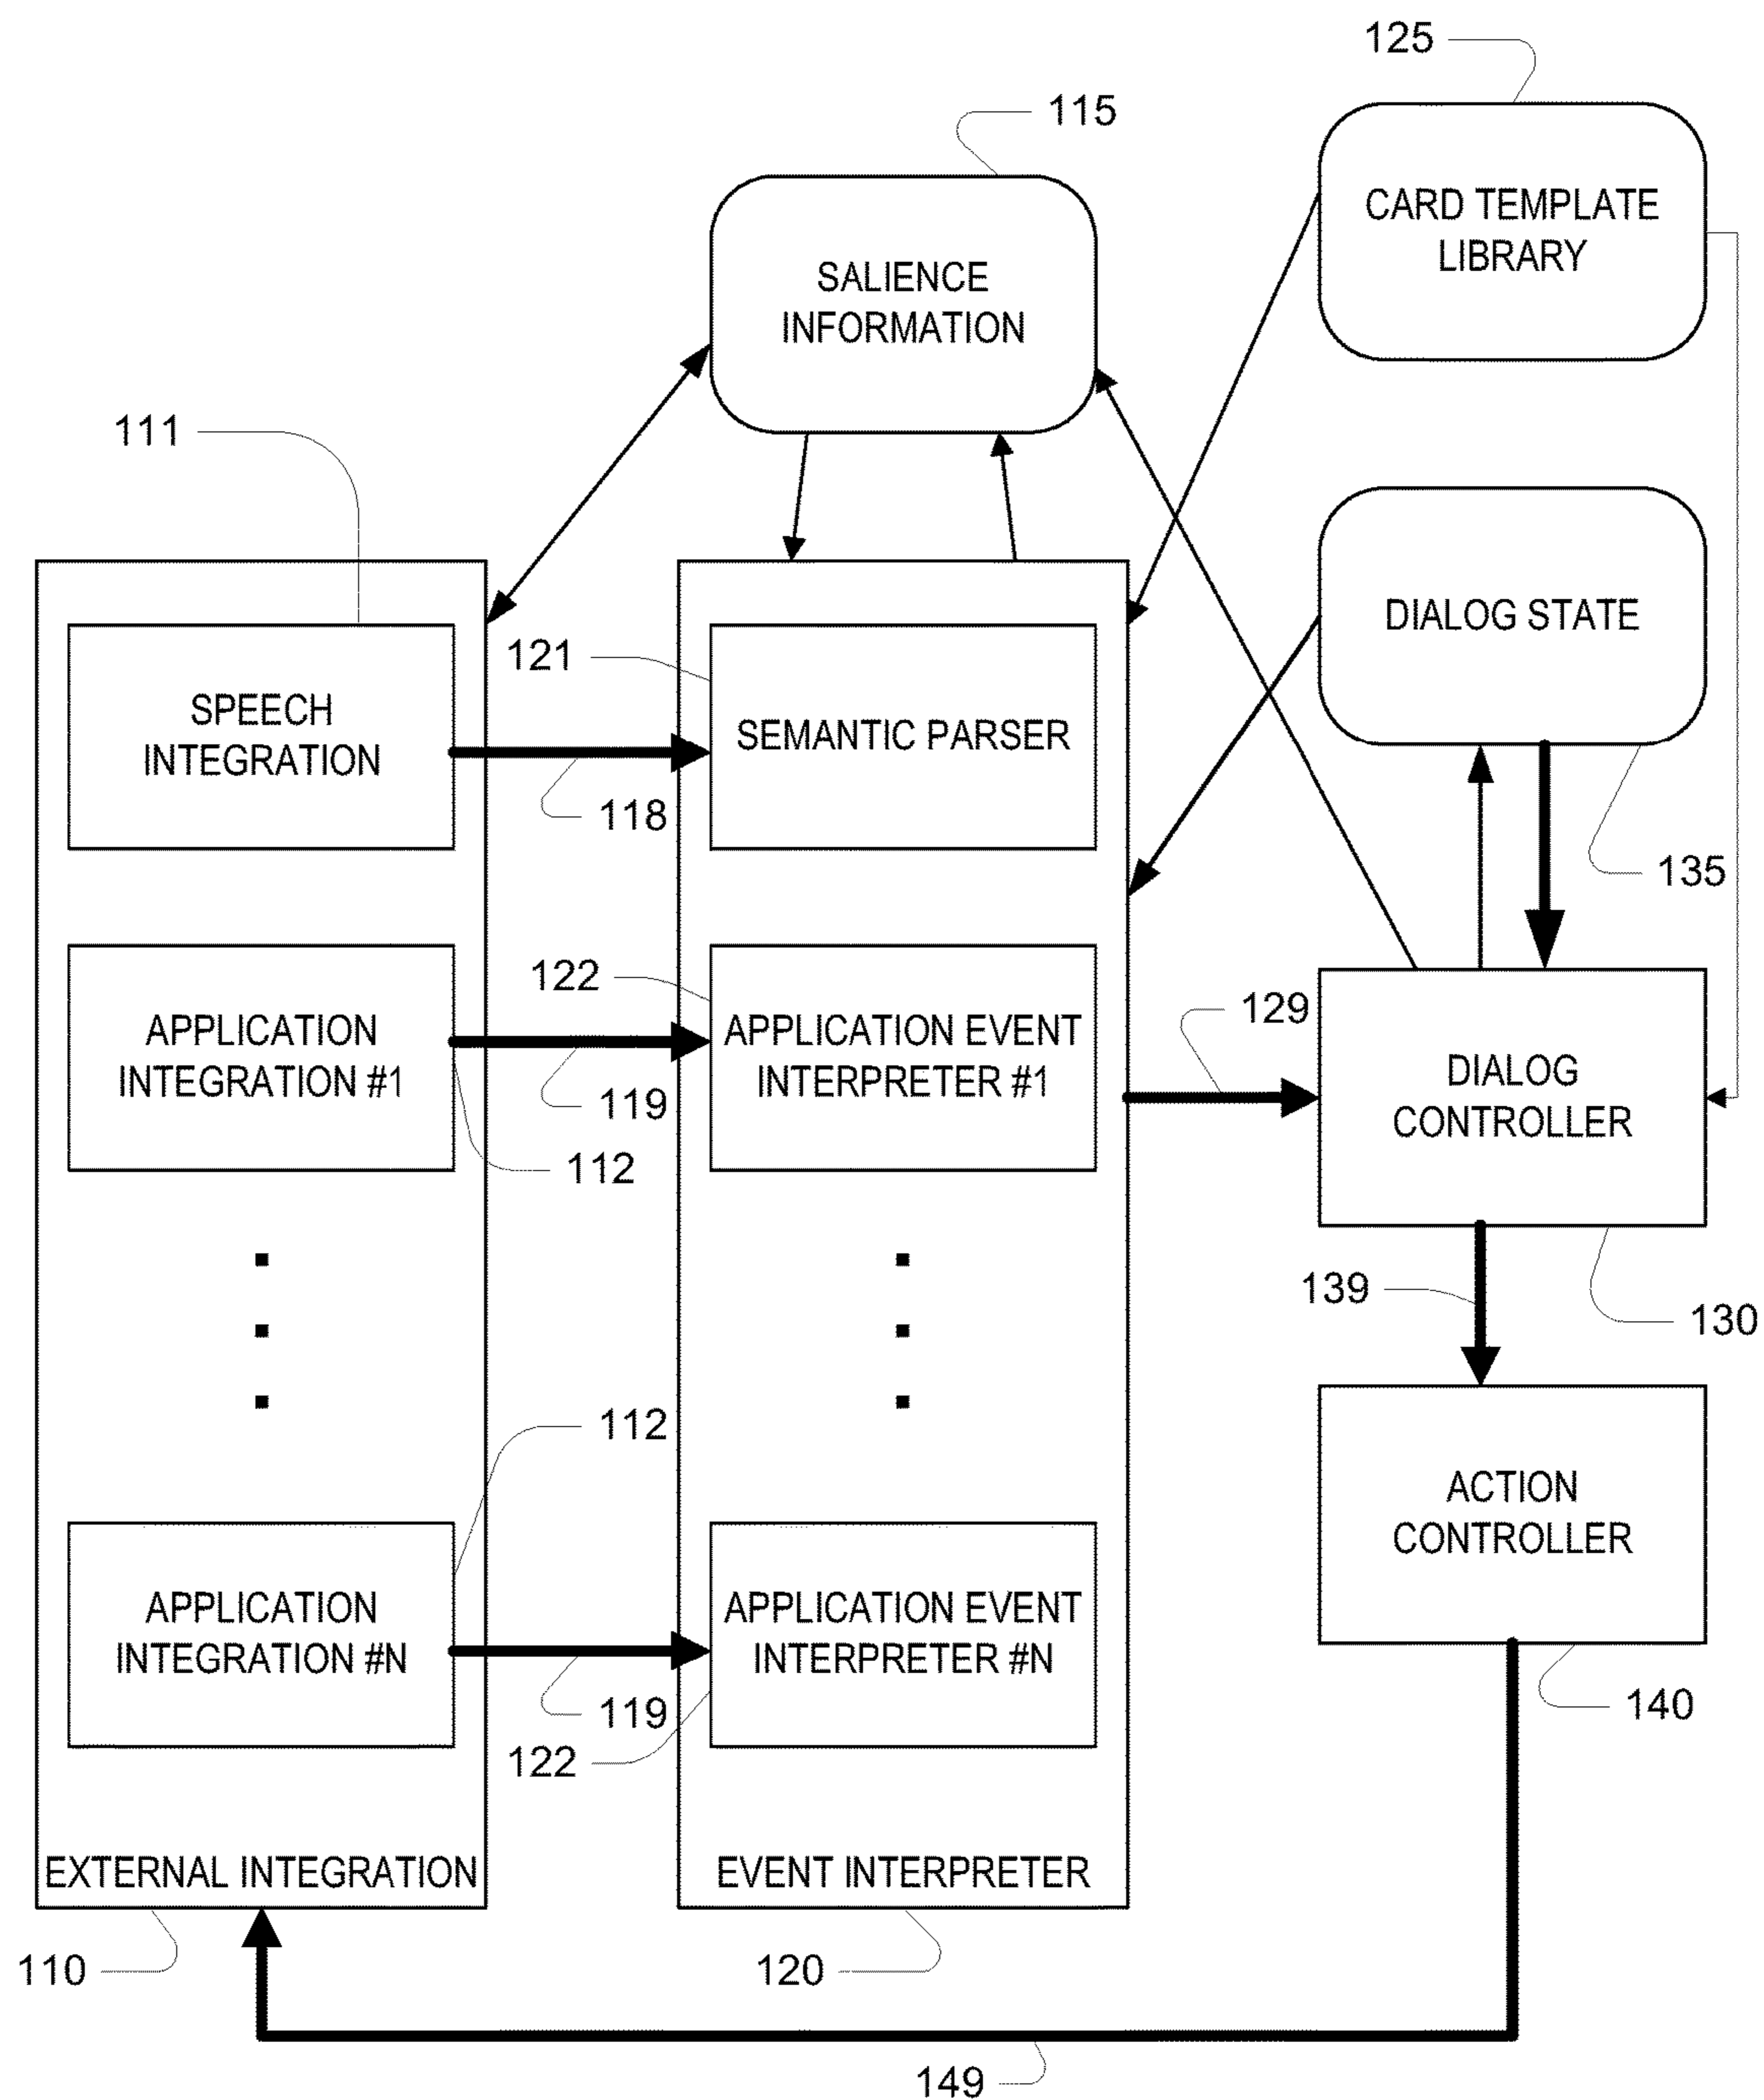 125
115
CARD TEMPLATE
LIBRARY
SALIENCE
INFORMATION
111
DIALOG STATE
121
SPEECH
INTEGRATION
SEMANTIC PARSER
118
135
122
129
APPLICATION
INTEGRATION #1
APPLICATION EVENT
INTERPRETER #1
DIALOG
CONTROLLER
119
112
139
130
112
ACTION
CONTROLLER
APPLICATION
INTEGRATION #N
APPLICATION EVENT
INTERPRETER #N
119
140
122
EXTERNAL INTEGRATION
EVENT INTERPRETER
110
120
149